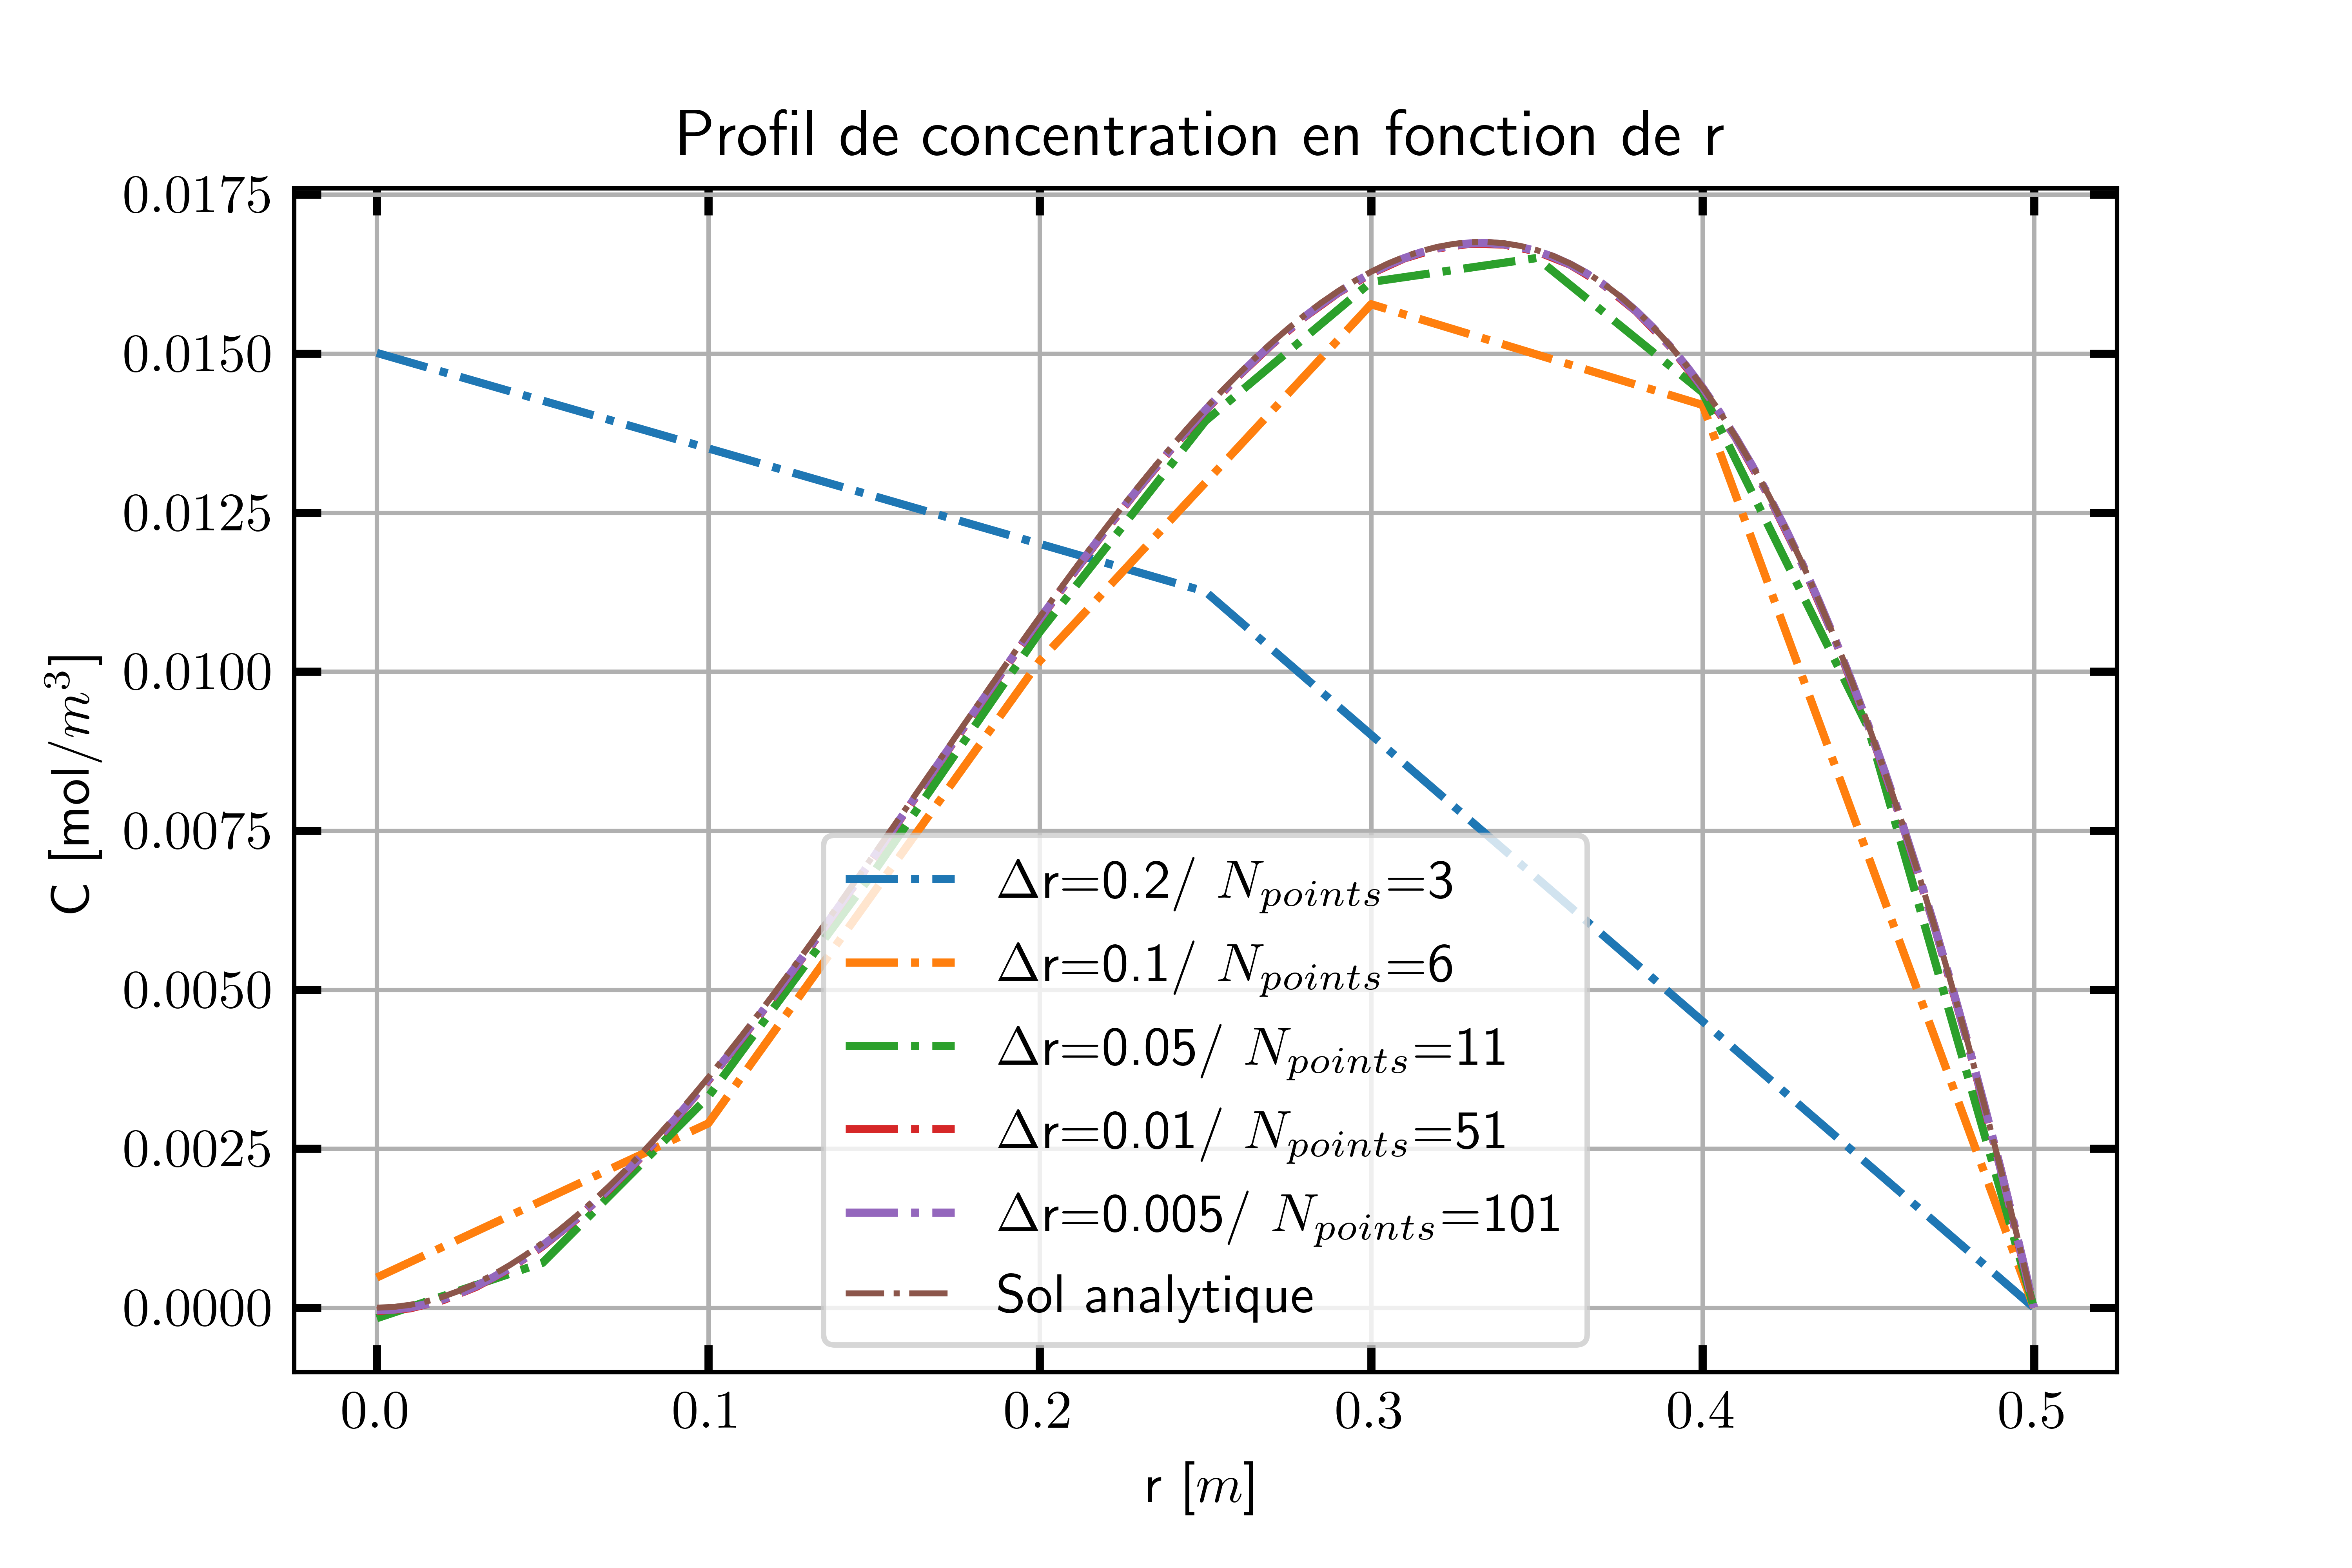 Profil de concentration en fonction de r
C [mol/m³]
0.0175
0.0150
0.0125
0.0100
0.0075
0.0050
0.0025
0.0000
Δr=0.2/ N_points=3
Δr=0.1/ N_points=6
Δr=0.05/ N_points=11
Δr=0.01/ N_points=51
Δr=0.005/ N_points=101
Sol analytique
0.0 0.1 0.2 0.3 0.4 0.5
r [m]